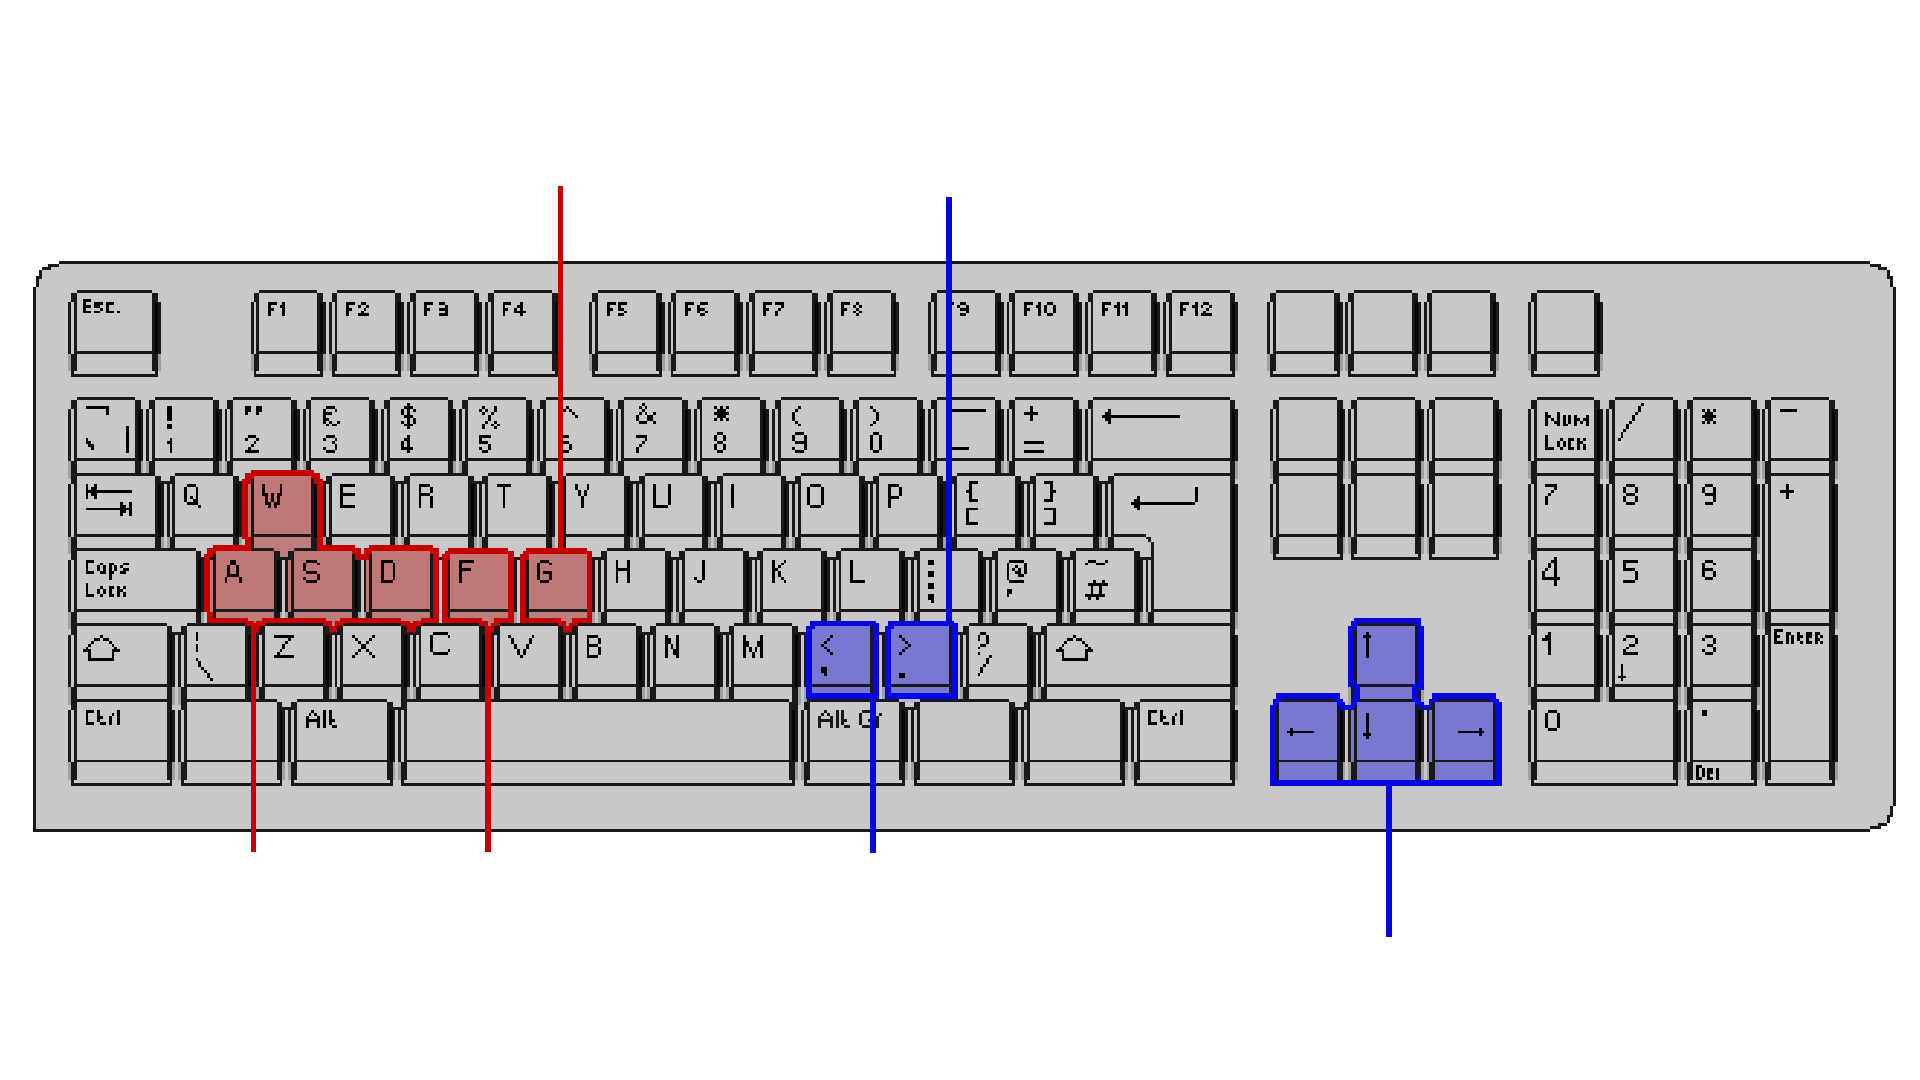 Esc. F1 F2 F3 F4 F5 F6 F7 F8 F9 F10 F11 F12
¬ ! " € $ % ^ & * ( ) — +
` | 1 2 3 4 5 6 7 8 9 0 _ =
Num / * -
Lock
Q W E R T Y U I O P { }
[ ]
7 8 9 +
Caps A S D F G H J K L : @ ~
Lock ; ' #
4 5 6
| Z X C V B N M < > ?
\ , . /
1 2 3 Enter
↓
Ctrl Alt Alt Gr Ctrl
↑
← ↓ →
0 .
Del